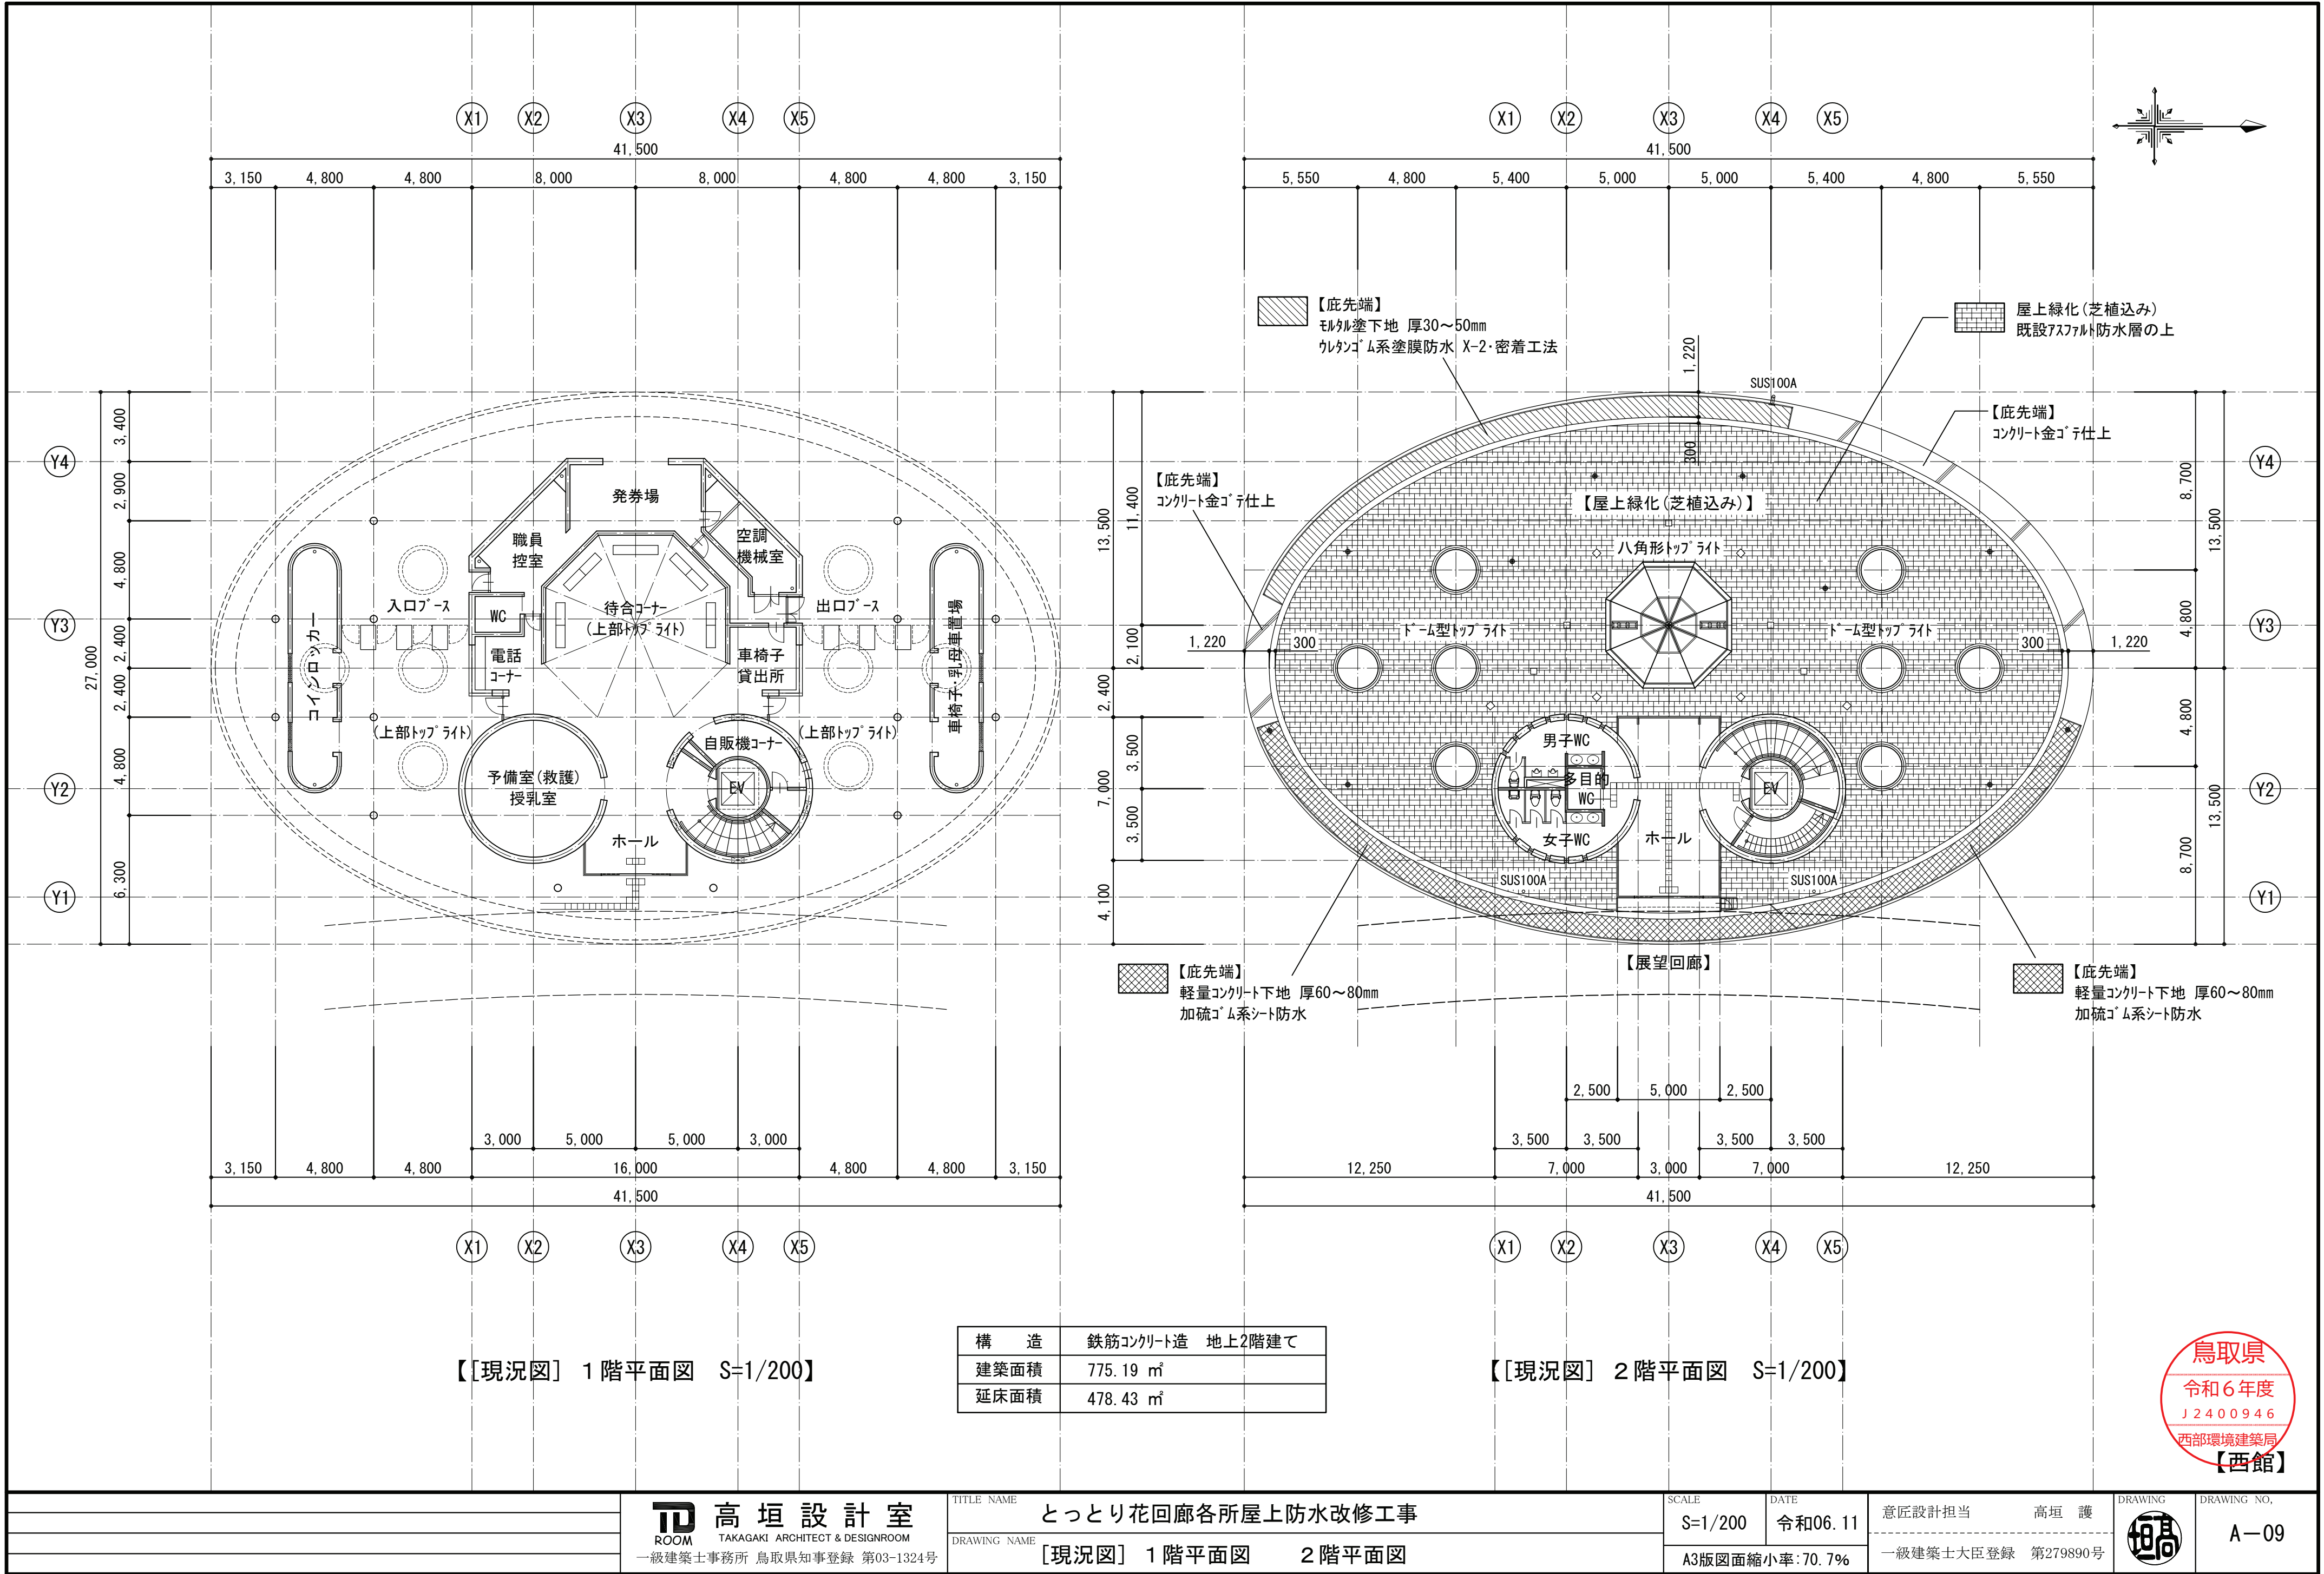 X1 X2 X3 X4 X5
41,500
3,150 4,800 4,800 8,000 8,000 4,800 4,800 3,150
Y4
Y3
Y2
Y1
27,000
3,400
2,900
4,800
2,400
2,400
4,800
6,300
発券場
職員
控室
空調
機械室
WC
待合コーナー
(上部トップライト)
入口ブース
出口ブース
コインロッカー
車椅子・乳母車置場
電話
コーナー
車椅子
貸出所
(上部トップライト)
(上部トップライト)
自販機コーナー
予備室(救護)
授乳室
EV
ホール
13,500
11,400
2,100
2,400
7,000
3,500
3,500
4,100
3,000 5,000 5,000 3,000
3,150 4,800 4,800 16,000 4,800 4,800 3,150
41,500
X1 X2 X3 X4 X5
【[現況図] 1階平面図 S=1/200】
X1 X2 X3 X4 X5
41,500
5,550 4,800 5,400 5,000 5,000 5,400 4,800 5,550
【庇先端】
モルタル塗下地 厚30〜50mm
ウレタンゴム系塗膜防水 X-2・密着工法
屋上緑化(芝植込み)
既設アスファルト防水層の上
1,220
SUS100A
300
【庇先端】
コンクリート金ゴテ仕上
【庇先端】
コンクリート金ゴテ仕上
【屋上緑化(芝植込み)】
八角形トップライト
ドーム型トップライト
ドーム型トップライト
1,220 300
300 1,220
男子WC
多目的
WC
女子WC
EV
ホール
SUS100A
SUS100A
【展望回廊】
8,700
4,800
4,800
8,700
13,500
13,500
Y4
Y3
Y2
Y1
【庇先端】
軽量コンクリート下地 厚60〜80mm
加硫ゴム系シート防水
【庇先端】
軽量コンクリート下地 厚60〜80mm
加硫ゴム系シート防水
2,500 5,000 2,500
3,500 3,500 3,500 3,500
12,250 7,000 3,000 7,000 12,250
41,500
X1 X2 X3 X4 X5
【[現況図] 2階平面図 S=1/200】
構 造 鉄筋コンクリート造 地上2階建て
建築面積 775.19 ㎡
延床面積 478.43 ㎡
鳥取県
令和6年度
J2400946
西部環境建築局
【西館】
TD
ROOM
高垣設計室
TAKAGAKI ARCHITECT & DESIGNROOM
一級建築士事務所 鳥取県知事登録 第03-1324号
TITLE NAME
とっとり花回廊各所屋上防水改修工事
DRAWING NAME
[現況図] 1階平面図 2階平面図
SCALE
S=1/200
DATE
令和06.11
A3版図面縮小率:70.7%
意匠設計担当 高垣 護
一級建築士大臣登録 第279890号
DRAWING
高垣
DRAWING NO,
A-09